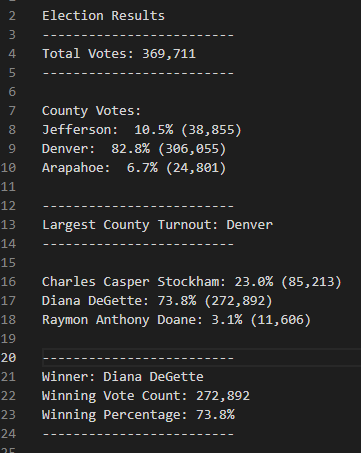 2 Election Results
3 -------------------------
4 Total Votes: 369,711
5 -------------------------
6
7 County Votes:
8 Jefferson:  10.5% (38,855)
9 Denver:  82.8% (306,055)
10 Arapahoe:  6.7% (24,801)
11
12 -------------------------
13 Largest County Turnout: Denver
14 -------------------------
15
16 Charles Casper Stockham: 23.0% (85,213)
17 Diana DeGette: 73.8% (272,892)
18 Raymon Anthony Doane: 3.1% (11,606)
19
20 -------------------------
21 Winner: Diana DeGette
22 Winning Vote Count: 272,892
23 Winning Percentage: 73.8%
24 -------------------------